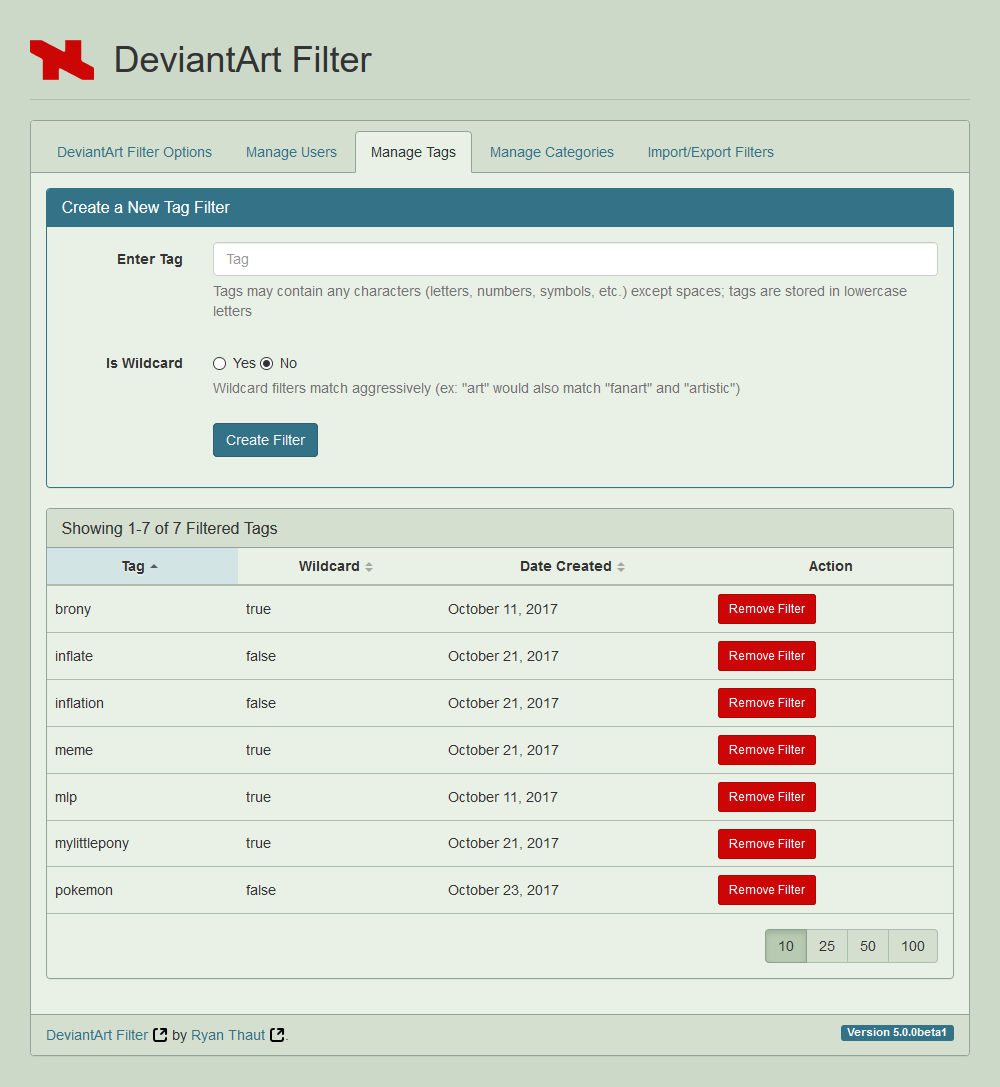 DeviantArt Filter
DeviantArt Filter Options Manage Users Manage Tags Manage Categories Import/Export Filters
Create a New Tag Filter
Enter Tag Tag
Tags may contain any characters (letters, numbers, symbols, etc.) except spaces; tags are stored in lowercase
letters
Is Wildcard Yes No
Wildcard filters match aggressively (ex: "art" would also match "fanart" and "artistic")
Create Filter
Showing 1-7 of 7 Filtered Tags
Tag Wildcard Date Created Action
brony true October 11, 2017 Remove Filter
inflate false October 21, 2017 Remove Filter
inflation false October 21, 2017 Remove Filter
meme true October 21, 2017 Remove Filter
mlp true October 11, 2017 Remove Filter
mylittlepony true October 21, 2017 Remove Filter
pokemon false October 23, 2017 Remove Filter
10 25 50 100
DeviantArt Filter by Ryan Thaut . Version 5.0.0beta1